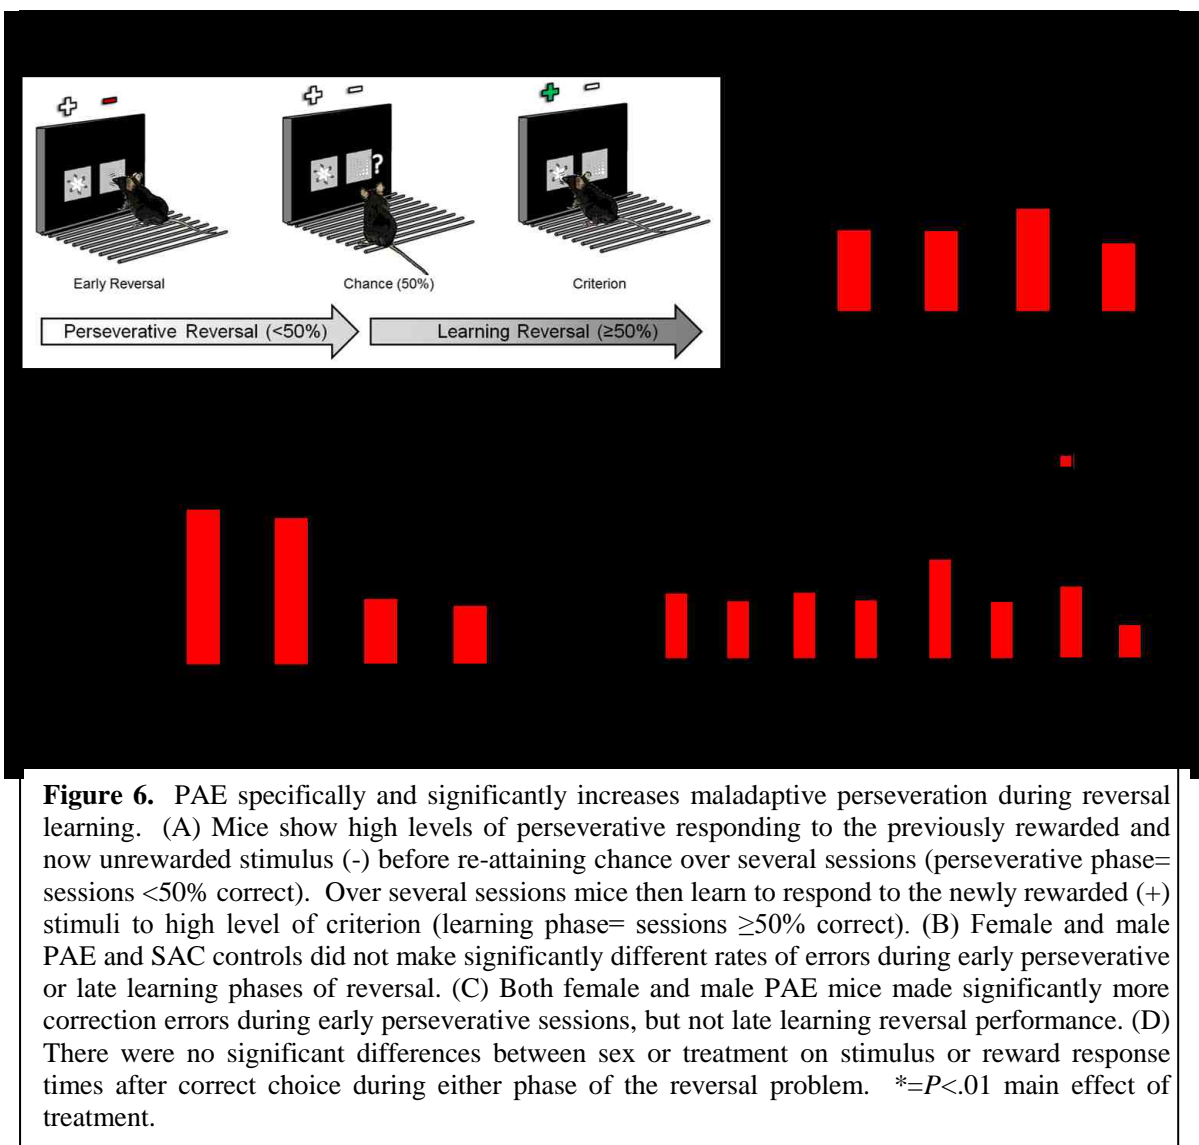 + -
+ -
+ -
?
Early Reversal
Chance (50%)
Criterion
Perseverative Reversal (<50%)
Learning Reversal (≥50%)
Figure 6. PAE specifically and significantly increases maladaptive perseveration during reversal
learning. (A) Mice show high levels of perseverative responding to the previously rewarded and
now unrewarded stimulus (-) before re-attaining chance over several sessions (perseverative phase=
sessions <50% correct). Over several sessions mice then learn to respond to the newly rewarded (+)
stimuli to high level of criterion (learning phase= sessions ≥50% correct). (B) Female and male
PAE and SAC controls did not make significantly different rates of errors during early perseverative
or late learning phases of reversal. (C) Both female and male PAE mice made significantly more
correction errors during early perseverative sessions, but not late learning reversal performance. (D)
There were no significant differences between sex or treatment on stimulus or reward response
times after correct choice during either phase of the reversal problem. *=P<.01 main effect of
treatment.